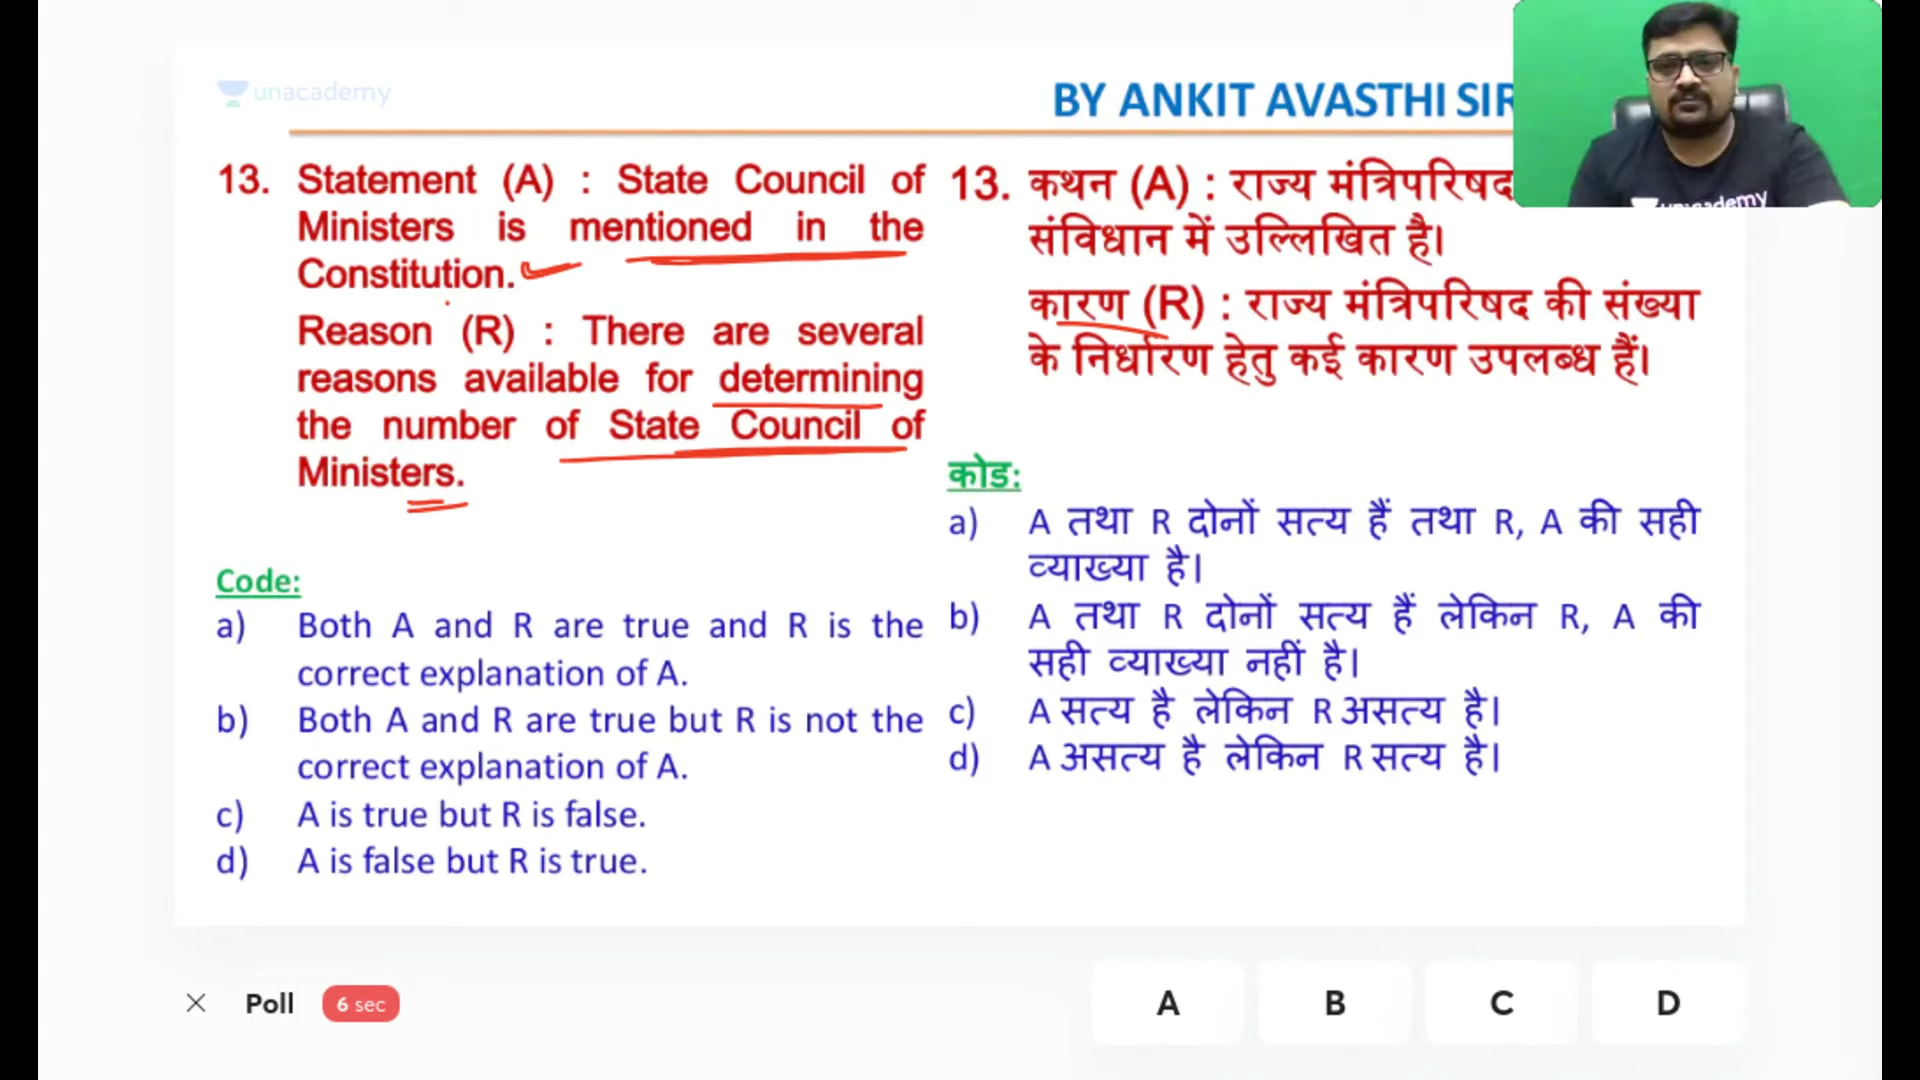 unacademy
BY ANKIT AVASTHI SIR
unacademy
13. Statement (A) : State Council of
Ministers is mentioned in the
Constitution.
Reason (R) : There are several
reasons available for determining
the number of State Council of
Ministers.
Code:
a) Both A and R are true and R is the
correct explanation of A.
b) Both A and R are true but R is not the
correct explanation of A.
c) A is true but R is false.
d) A is false but R is true.
13. कथन (A) : राज्य मंत्रिपरिषद
संविधान में उल्लिखित है।
कारण (R) : राज्य मंत्रिपरिषद की संख्या
के निर्धारण हेतु कई कारण उपलब्ध हैं।
कोड:
a) A तथा R दोनों सत्य हैं तथा R, A की सही
व्याख्या है।
b) A तथा R दोनों सत्य हैं लेकिन R, A की
सही व्याख्या नहीं है।
c) A सत्य है लेकिन R असत्य है।
d) A असत्य है लेकिन R सत्य है।
Poll 6 sec
A B C D